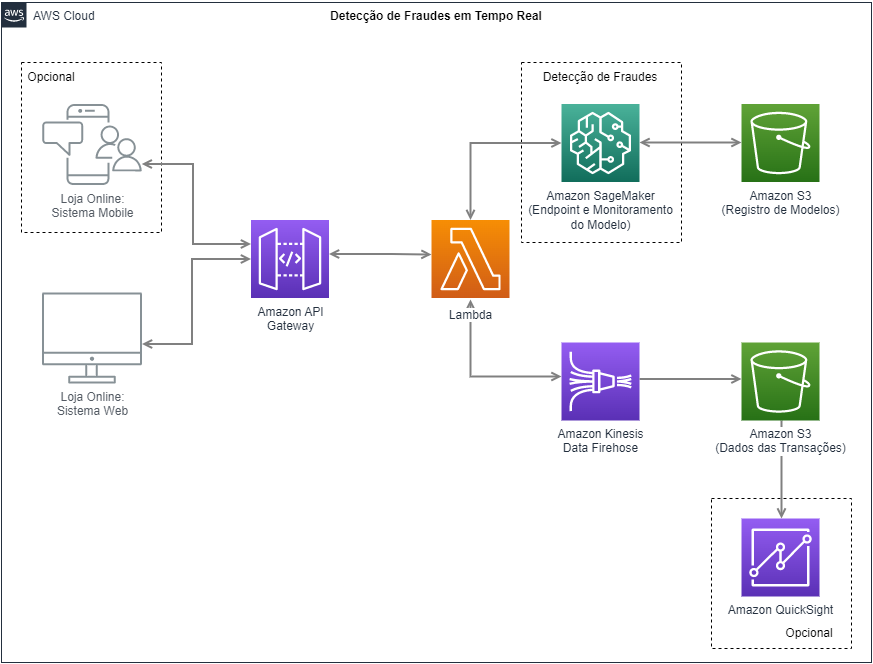 aws
AWS Cloud
Detecção de Fraudes em Tempo Real
Opcional
Loja Online:
Sistema Mobile
Loja Online:
Sistema Web
Amazon API
Gateway
Lambda
Detecção de Fraudes
Amazon SageMaker
(Endpoint e Monitoramento
do Modelo)
Amazon S3
(Registro de Modelos)
Amazon Kinesis
Data Firehose
Amazon S3
(Dados das Transações)
Amazon QuickSight
Opcional